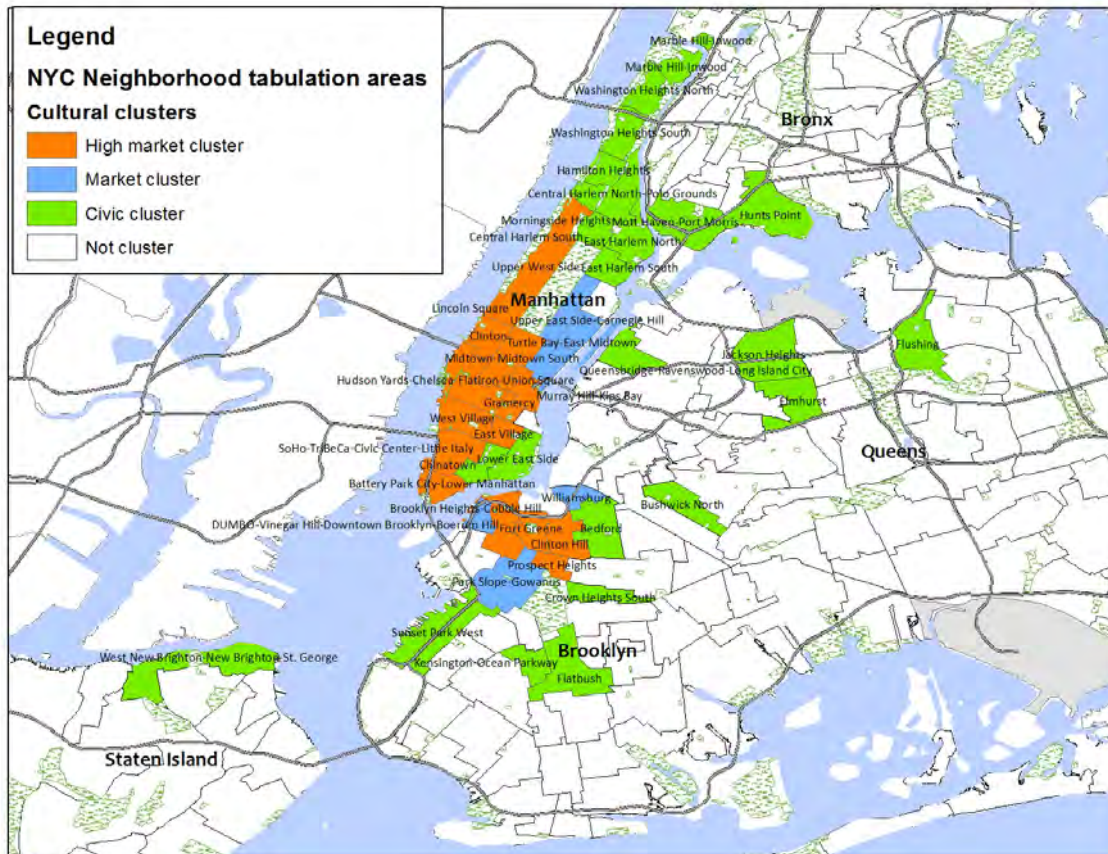 Legend
NYC Neighborhood tabulation areas
Cultural clusters
High market cluster
Market cluster
Civic cluster
Not cluster
Marble Hill-Inwood
Marble Hill-Inwood
Washington Heights North
Bronx
Washington Heights South
Hamilton Heights
Central Harlem North-Polo Grounds
Morningside Heights
Mott Haven-Port Morris
Hunts Point
Central Harlem South
East Harlem North
Upper West Side
East Harlem South
Manhattan
Lincoln Square
Upper East Side-Carnegie Hill
Clinton
Turtle Bay-East Midtown
Flushing
Midtown-Midtown South
Jackson Heights
Queensbridge-Ravenswood-Long Island City
Hudson Yards-Chelsea-Flatiron-Union Square
Murray Hill-Kips Bay
Gramercy
Elmhurst
West Village
East Village
SoHo-TriBeCa-Civic Center-Little Italy
Lower East Side
Queens
Chinatown
Battery Park City-Lower Manhattan
Williamsburg
Bushwick North
Brooklyn Heights-Cobble Hill
DUMBO-Vinegar Hill-Downtown Brooklyn-Boerum Hill
Fort Greene
Bedford
Clinton Hill
Prospect Heights
Park Slope-Gowanus
Crown Heights South
Sunset Park West
Brooklyn
West New Brighton-New Brighton-St. George
Kensington-Ocean Parkway
Flatbush
Staten Island